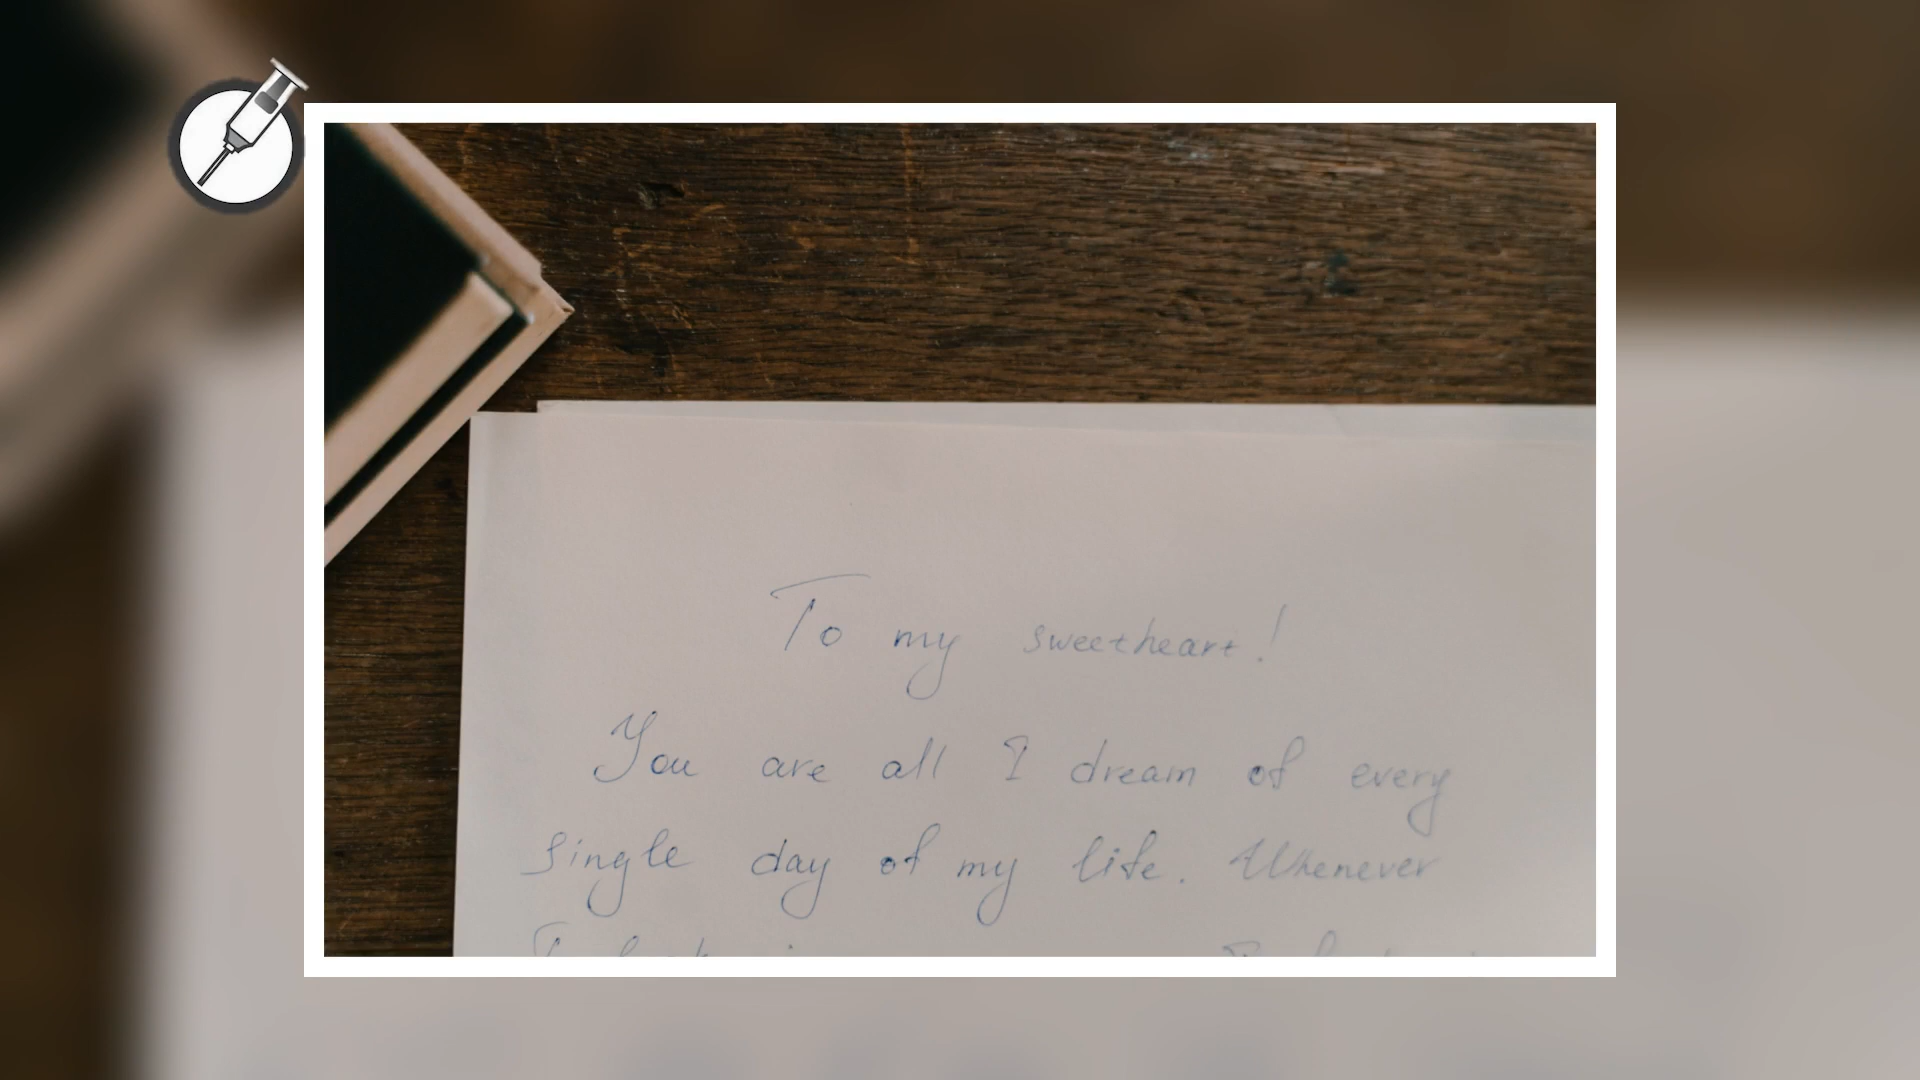 To my sweetheart!
You are all I dream of every
single day of my life. Whenever